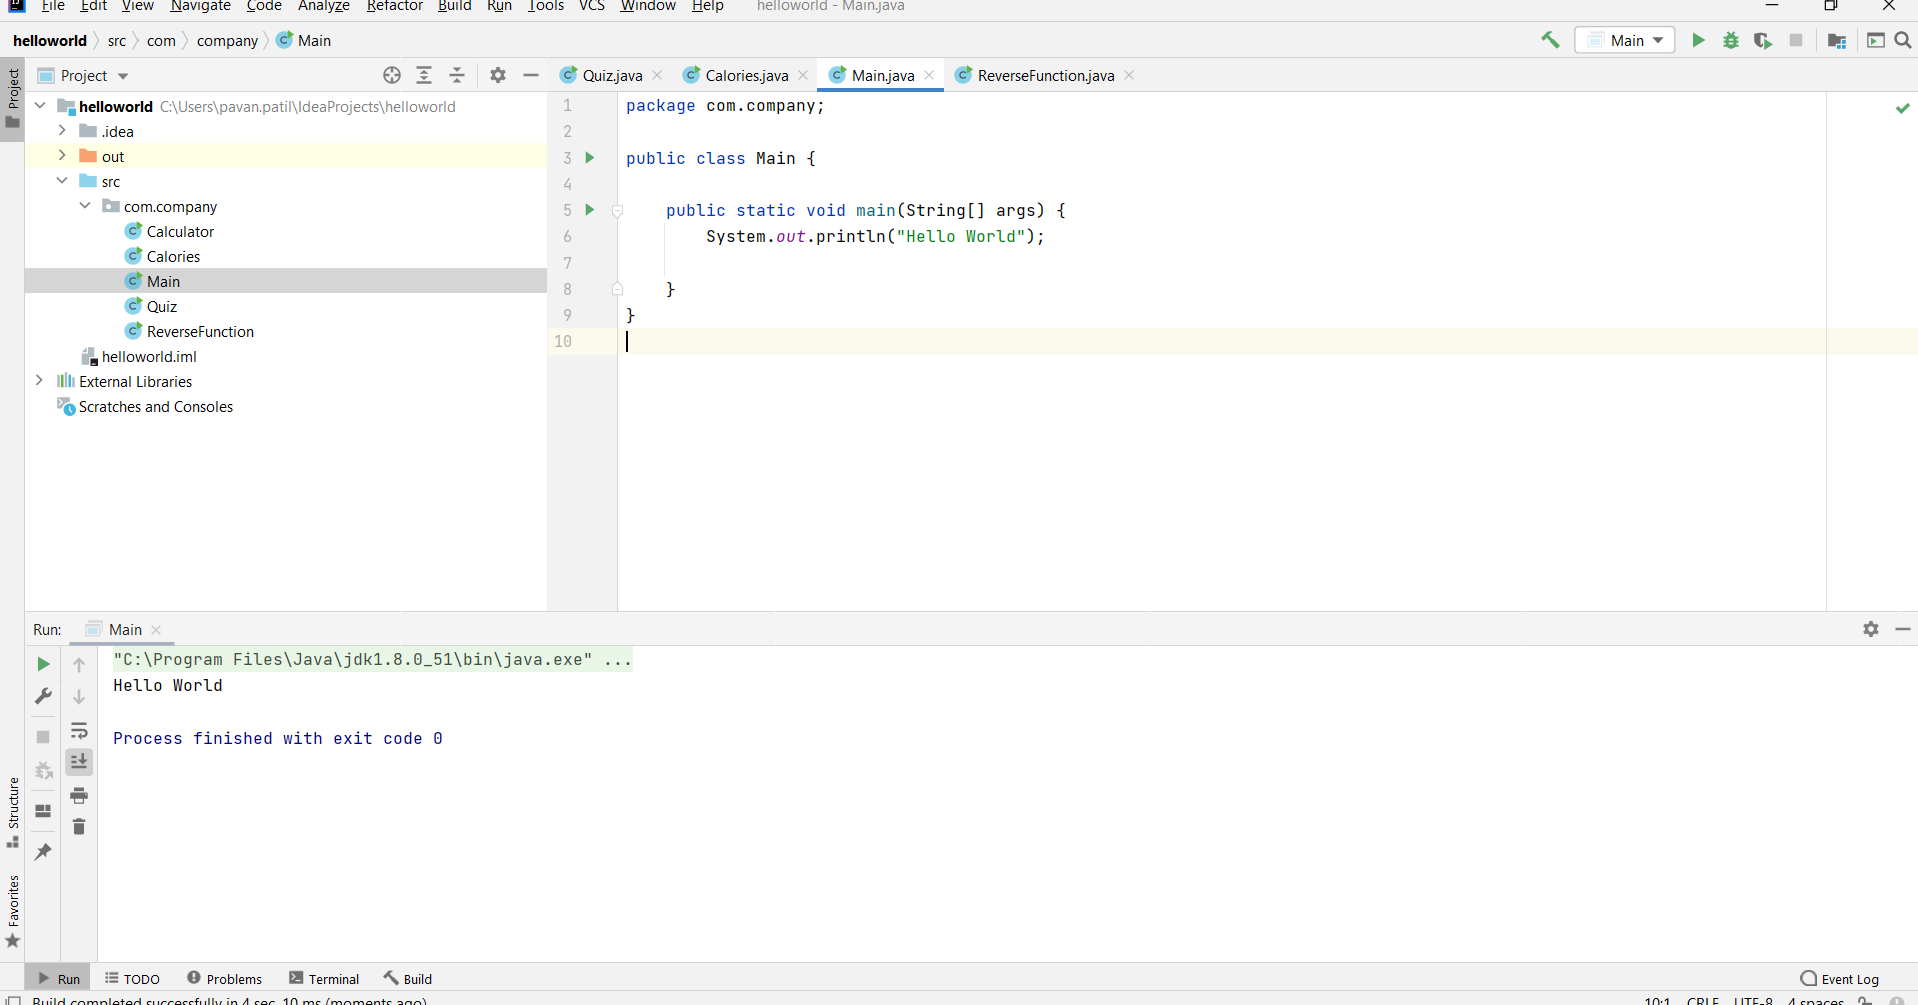 File Edit View Navigate Code Analyze Refactor Build Run Tools VCS Window Help helloworld - Main.java
helloworld src com company Main
Main
Project
Project
Quiz.java Calories.java Main.java ReverseFunction.java
helloworld C:\Users\pavan.patil\IdeaProjects\helloworld
.idea
out
src
com.company
Calculator
Calories
Main
Quiz
ReverseFunction
helloworld.iml
External Libraries
Scratches and Consoles
1 package com.company;
2
3 public class Main {
4
5 public static void main(String[] args) {
6 System.out.println("Hello World");
7
8 }
9 }
10
Run: Main
"C:\Program Files\Java\jdk1.8.0_51\bin\java.exe" ...
Hello World
Process finished with exit code 0
Structure
Favorites
Run TODO Problems Terminal Build Event Log
Build completed successfully in 4 sec, 10 ms (moments ago) 10:1 CRLF UTF-8 4 spaces